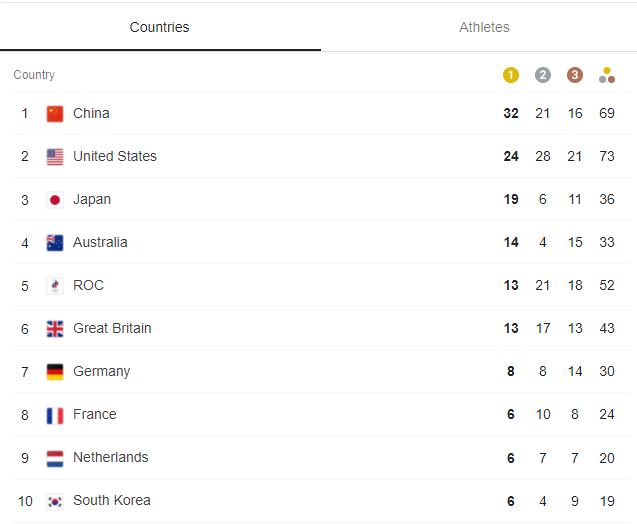 Countries Athletes
Country 1 2 3
1 China 32 21 16 69
2 United States 24 28 21 73
3 Japan 19 6 11 36
4 Australia 14 4 15 33
5 ROC 13 21 18 52
6 Great Britain 13 17 13 43
7 Germany 8 8 14 30
8 France 6 10 8 24
9 Netherlands 6 7 7 20
10 South Korea 6 4 9 19